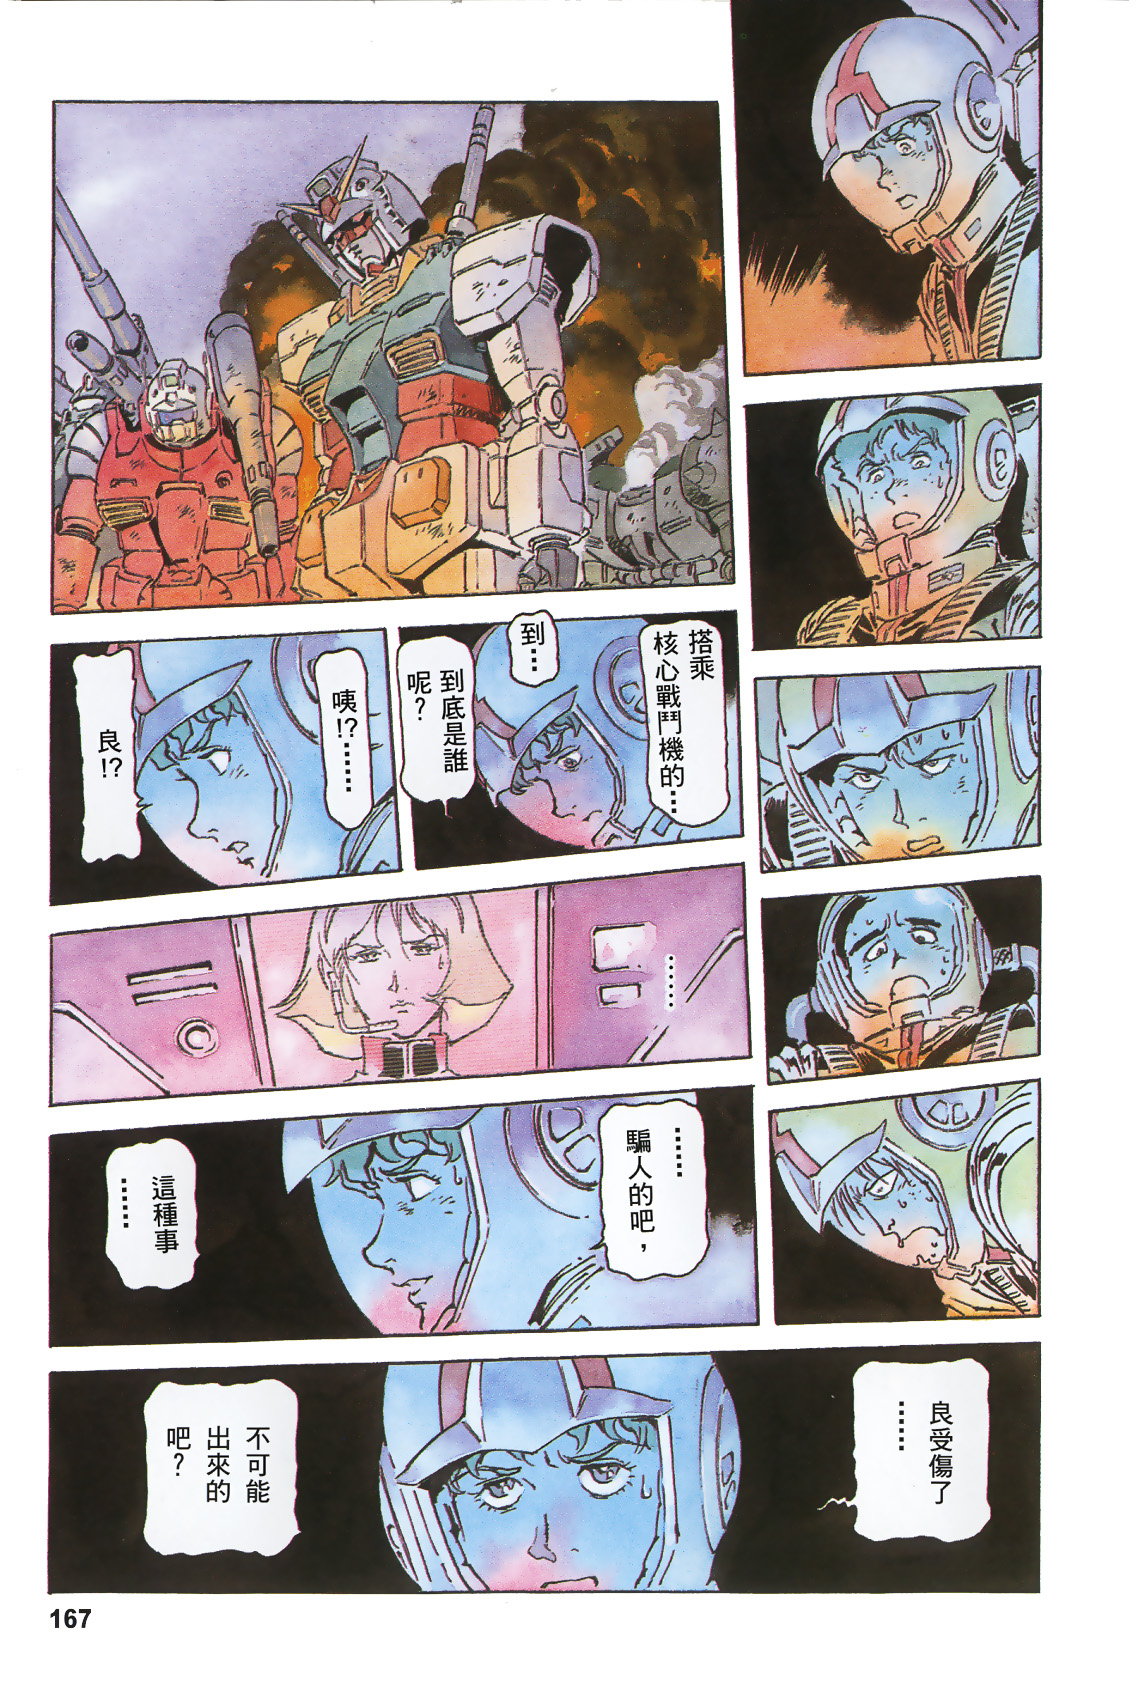 搭乘
核心戰鬥機的…
到…
到底是誰
呢？
咦!?……
良!?
……
……
騙人的吧，
這種事
……
良受傷了
……
不可能
出來的
吧？
167